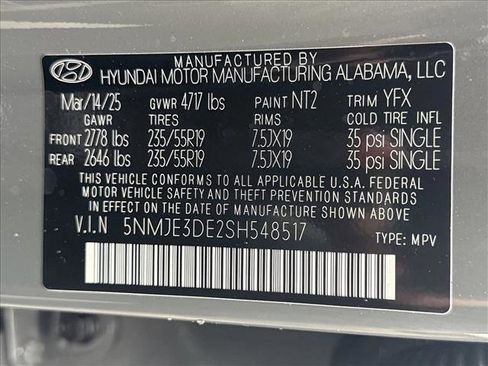 MANUFACTURED BY
HYUNDAI MOTOR MANUFACTURING ALABAMA, LLC
Mar/14/25 GVWR 4717 lbs PAINT NT2 TRIM YFX
GAWR TIRES RIMS COLD TIRE INFL
FRONT 2778 lbs 235/55R19 7.5JX19 35 psi SINGLE
REAR 2646 lbs 235/55R19 7.5JX19 35 psi SINGLE
THIS VEHICLE CONFORMS TO ALL APPLICABLE U.S.A. FEDERAL
MOTOR VEHICLE SAFETY AND THEFT PREVENTION STANDARDS
IN EFFECT ON THE DATE OF MANUFACTURE SHOWN ABOVE.
V.I.N 5NMJE3DE2SH548517
TYPE: MPV